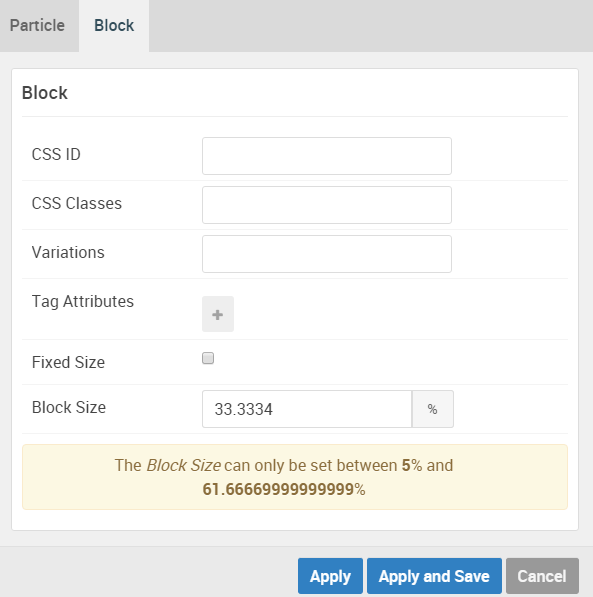 Particle Block
Block
CSS ID
CSS Classes
Variations
Tag Attributes
+
Fixed Size
Block Size 33.3334 %
The Block Size can only be set between 5% and
61.66669999999999%
Apply Apply and Save Cancel